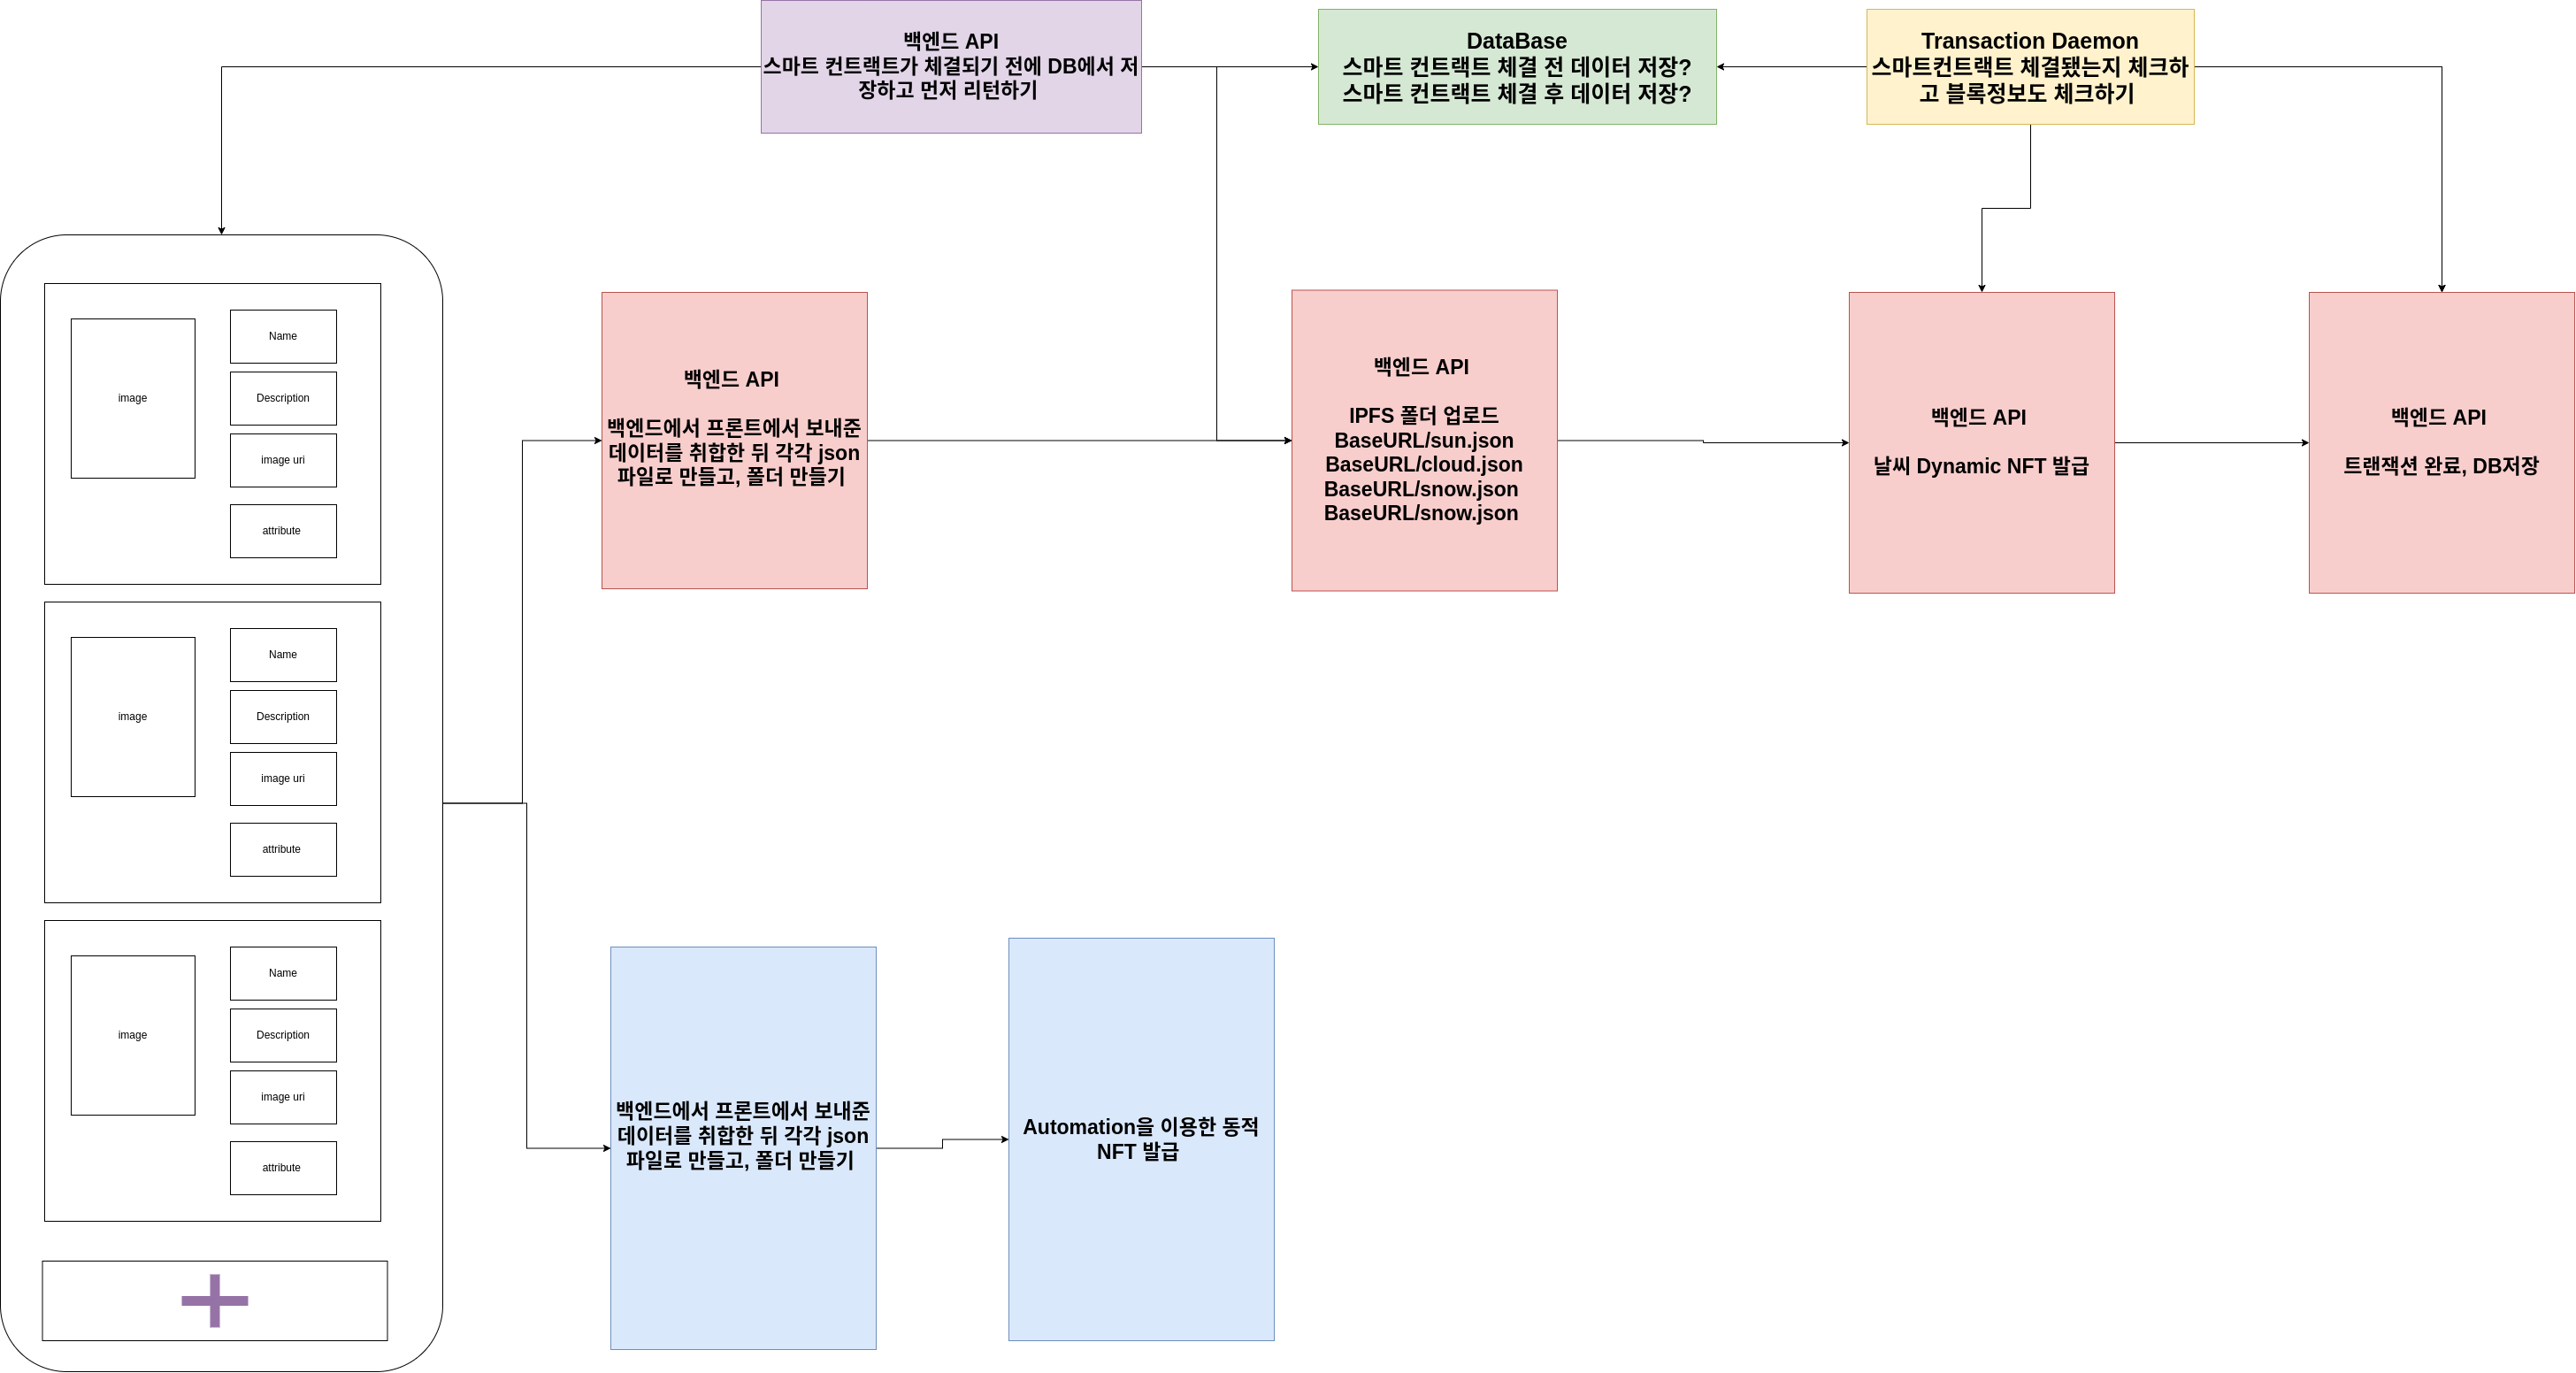 백엔드 API
스마트 컨트랙트가 체결되기 전에 DB에서 저
장하고 먼저 리턴하기
DataBase
스마트 컨트랙트 체결 전 데이터 저장?
스마트 컨트랙트 체결 후 데이터 저장?
Transaction Daemon
스마트컨트랙트 체결됐는지 체크하
고 블록정보도 체크하기
image
Name
Description
image uri
attribute
image
Name
Description
image uri
attribute
image
Name
Description
image uri
attribute
백엔드 API
백엔드에서 프론트에서 보내준
데이터를 취합한 뒤 각각 json
파일로 만들고, 폴더 만들기
백엔드 API
IPFS 폴더 업로드
BaseURL/sun.json
BaseURL/cloud.json
BaseURL/snow.json
BaseURL/snow.json
백엔드 API
날씨 Dynamic NFT 발급
백엔드 API
트랜잭션 완료, DB저장
백엔드에서 프론트에서 보내준
데이터를 취합한 뒤 각각 json
파일로 만들고, 폴더 만들기
Automation을 이용한 동적
NFT 발급